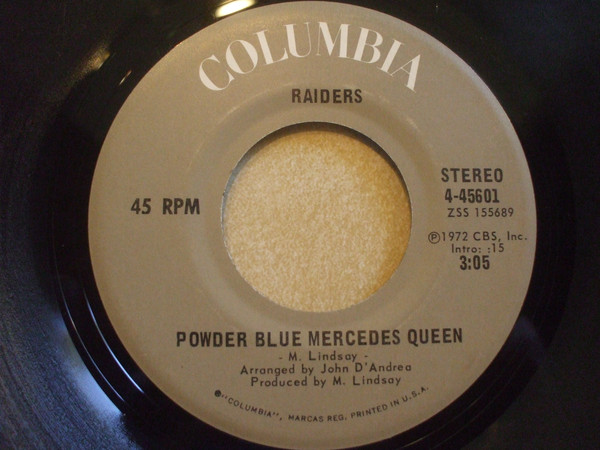 COLUMBIA
RAIDERS
45 RPM
STEREO
4-45601
ZSS 155689
Ⓟ1972 CBS, Inc.
Intro: :15
3:05
POWDER BLUE MERCEDES QUEEN
- M. Lindsay -
Arranged by John D'Andrea
Produced by M. Lindsay
®"COLUMBIA", MARCAS REG. PRINTED IN U.S.A.